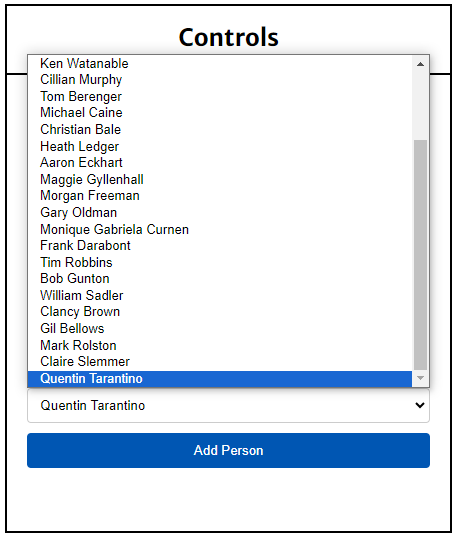 Controls
Ken Watanable
Cillian Murphy
Tom Berenger
Michael Caine
Christian Bale
Heath Ledger
Aaron Eckhart
Maggie Gyllenhall
Morgan Freeman
Gary Oldman
Monique Gabriela Curnen
Frank Darabont
Tim Robbins
Bob Gunton
William Sadler
Clancy Brown
Gil Bellows
Mark Rolston
Claire Slemmer
Quentin Tarantino
Quentin Tarantino
Add Person